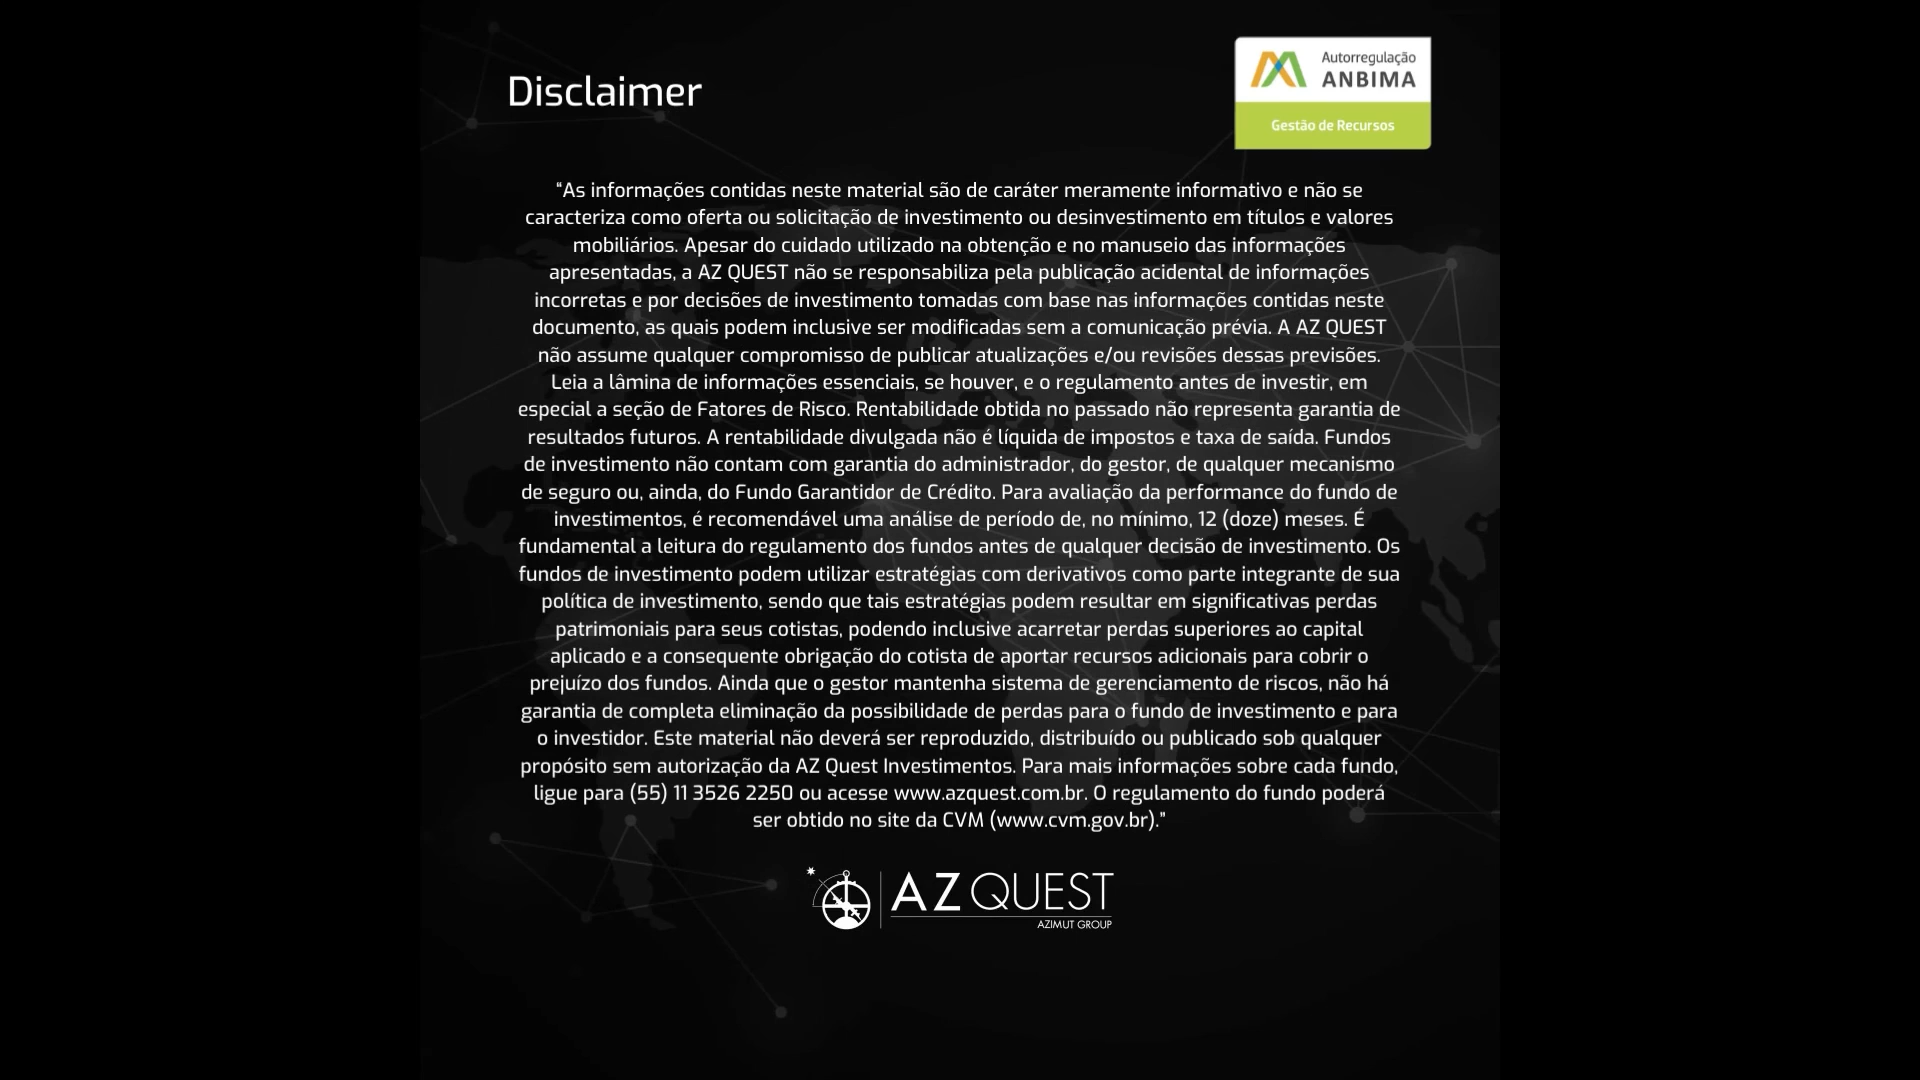 Disclaimer
Autorregulação
ANBIMA
Gestão de Recursos
“As informações contidas neste material são de caráter meramente informativo e não se
caracteriza como oferta ou solicitação de investimento ou desinvestimento em títulos e valores
mobiliários. Apesar do cuidado utilizado na obtenção e no manuseio das informações
apresentadas, a AZ QUEST não se responsabiliza pela publicação acidental de informações
incorretas e por decisões de investimento tomadas com base nas informações contidas neste
documento, as quais podem inclusive ser modificadas sem a comunicação prévia. A AZ QUEST
não assume qualquer compromisso de publicar atualizações e/ou revisões dessas previsões.
Leia a lâmina de informações essenciais, se houver, e o regulamento antes de investir, em
especial a seção de Fatores de Risco. Rentabilidade obtida no passado não representa garantia de
resultados futuros. A rentabilidade divulgada não é líquida de impostos e taxa de saída. Fundos
de investimento não contam com garantia do administrador, do gestor, de qualquer mecanismo
de seguro ou, ainda, do Fundo Garantidor de Crédito. Para avaliação da performance do fundo de
investimentos, é recomendável uma análise de período de, no mínimo, 12 (doze) meses. É
fundamental a leitura do regulamento dos fundos antes de qualquer decisão de investimento. Os
fundos de investimento podem utilizar estratégias com derivativos como parte integrante de sua
política de investimento, sendo que tais estratégias podem resultar em significativas perdas
patrimoniais para seus cotistas, podendo inclusive acarretar perdas superiores ao capital
aplicado e a consequente obrigação do cotista de aportar recursos adicionais para cobrir o
prejuízo dos fundos. Ainda que o gestor mantenha sistema de gerenciamento de riscos, não há
garantia de completa eliminação da possibilidade de perdas para o fundo de investimento e para
o investidor. Este material não deverá ser reproduzido, distribuído ou publicado sob qualquer
propósito sem autorização da AZ Quest Investimentos. Para mais informações sobre cada fundo,
ligue para (55) 11 3526 2250 ou acesse www.azquest.com.br. O regulamento do fundo poderá
ser obtido no site da CVM (www.cvm.gov.br).”
AZ QUEST
AZIMUT GROUP